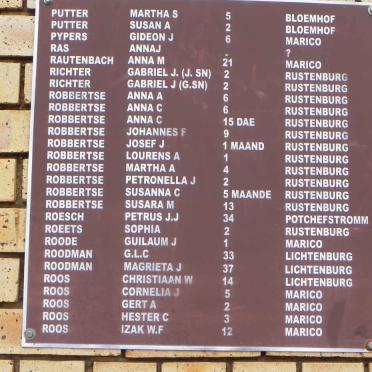 PUTTER MARTHA S 5 BLOEMHOF
PUTTER SUSAN A 2 BLOEMHOF
PYPERS GIDEON J 6 MARICO
RAS ANNAJ - ?
RAUTENBACH ANNA M 21 MARICO
RICHTER GABRIEL J. (J. SN) 2 RUSTENBURG
RICHTER GABRIEL J (G.SN) 2 RUSTENBURG
ROBBERTSE ANNA A 6 RUSTENBURG
ROBBERTSE ANNA C 6 RUSTENBURG
ROBBERTSE ANNA C 15 DAE RUSTENBURG
ROBBERTSE JOHANNES F 9 RUSTENBURG
ROBBERTSE JOSEF J 1 MAAND RUSTENBURG
ROBBERTSE LOURENS A 1 RUSTENBURG
ROBBERTSE MARTHA A 4 RUSTENBURG
ROBBERTSE PETRONELLA J 2 RUSTENBURG
ROBBERTSE SUSANNA C 5 MAANDE RUSTENBURG
ROBBERTSE SUSARA M 13 RUSTENBURG
ROESCH PETRUS J.J 34 POTCHEFSTROMM
ROEETS SOPHIA 2 RUSTENBURG
ROODE GUILAUM J 1 MARICO
ROODMAN G.L.C 33 LICHTENBURG
ROODMAN MAGRIETA J 37 LICHTENBURG
ROOS CHRISTIAAN W 14 LICHTENBURG
ROOS CORNELIA J 5 MARICO
ROOS GERT A 2 MARICO
ROOS HESTER C 3 MARICO
ROOS IZAK W.F 12 MARICO